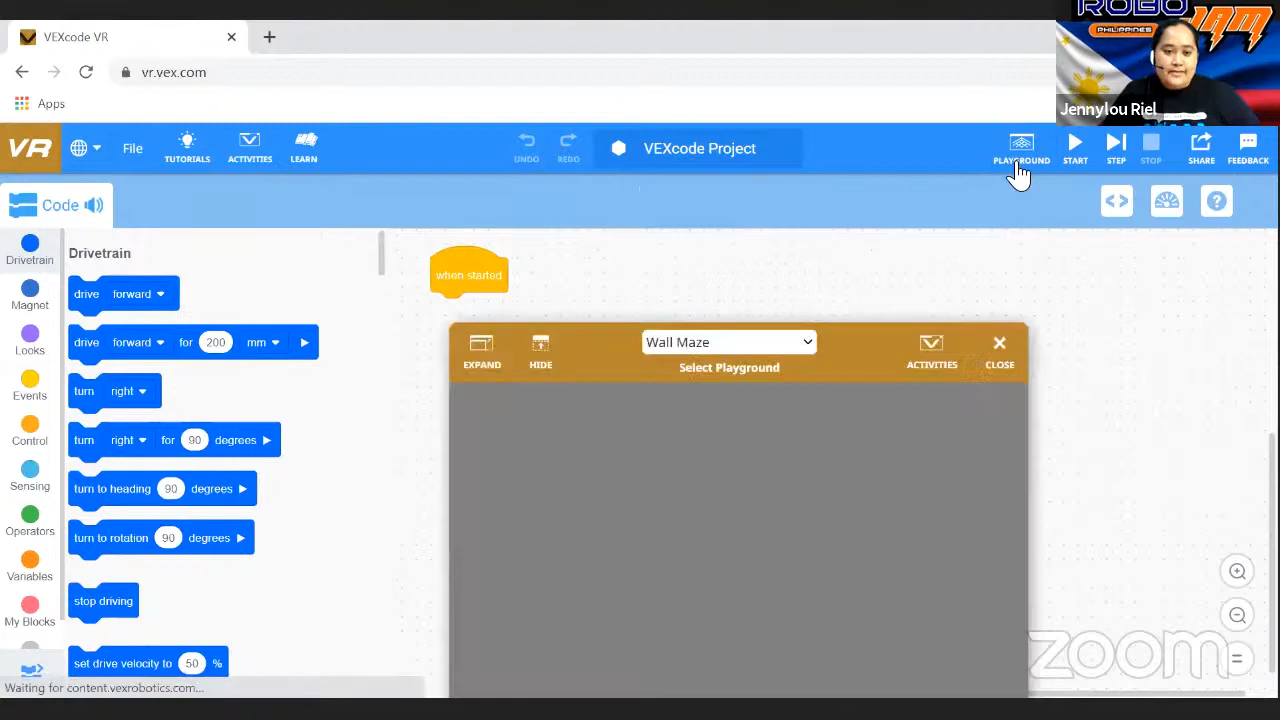 VEXcode VR
vr.vex.com
Apps
ROBO
JAM
PHILIPPINES
Jennylou Riel
VR
File
TUTORIALS
ACTIVITIES
LEARN
UNDO
REDO
VEXcode Project
PLAYGROUND
START
STEP
STOP
SHARE
FEEDBACK
Code
Drivetrain
Magnet
Looks
Events
Control
Sensing
Operators
Variables
My Blocks
Drivetrain
drive forward
drive forward for 200 mm
turn right
turn right for 90 degrees
turn to heading 90 degrees
turn to rotation 90 degrees
stop driving
set drive velocity to 50 %
when started
EXPAND
HIDE
Wall Maze
Select Playground
ACTIVITIES
CLOSE
zoom
Waiting for content.vexrobotics.com...